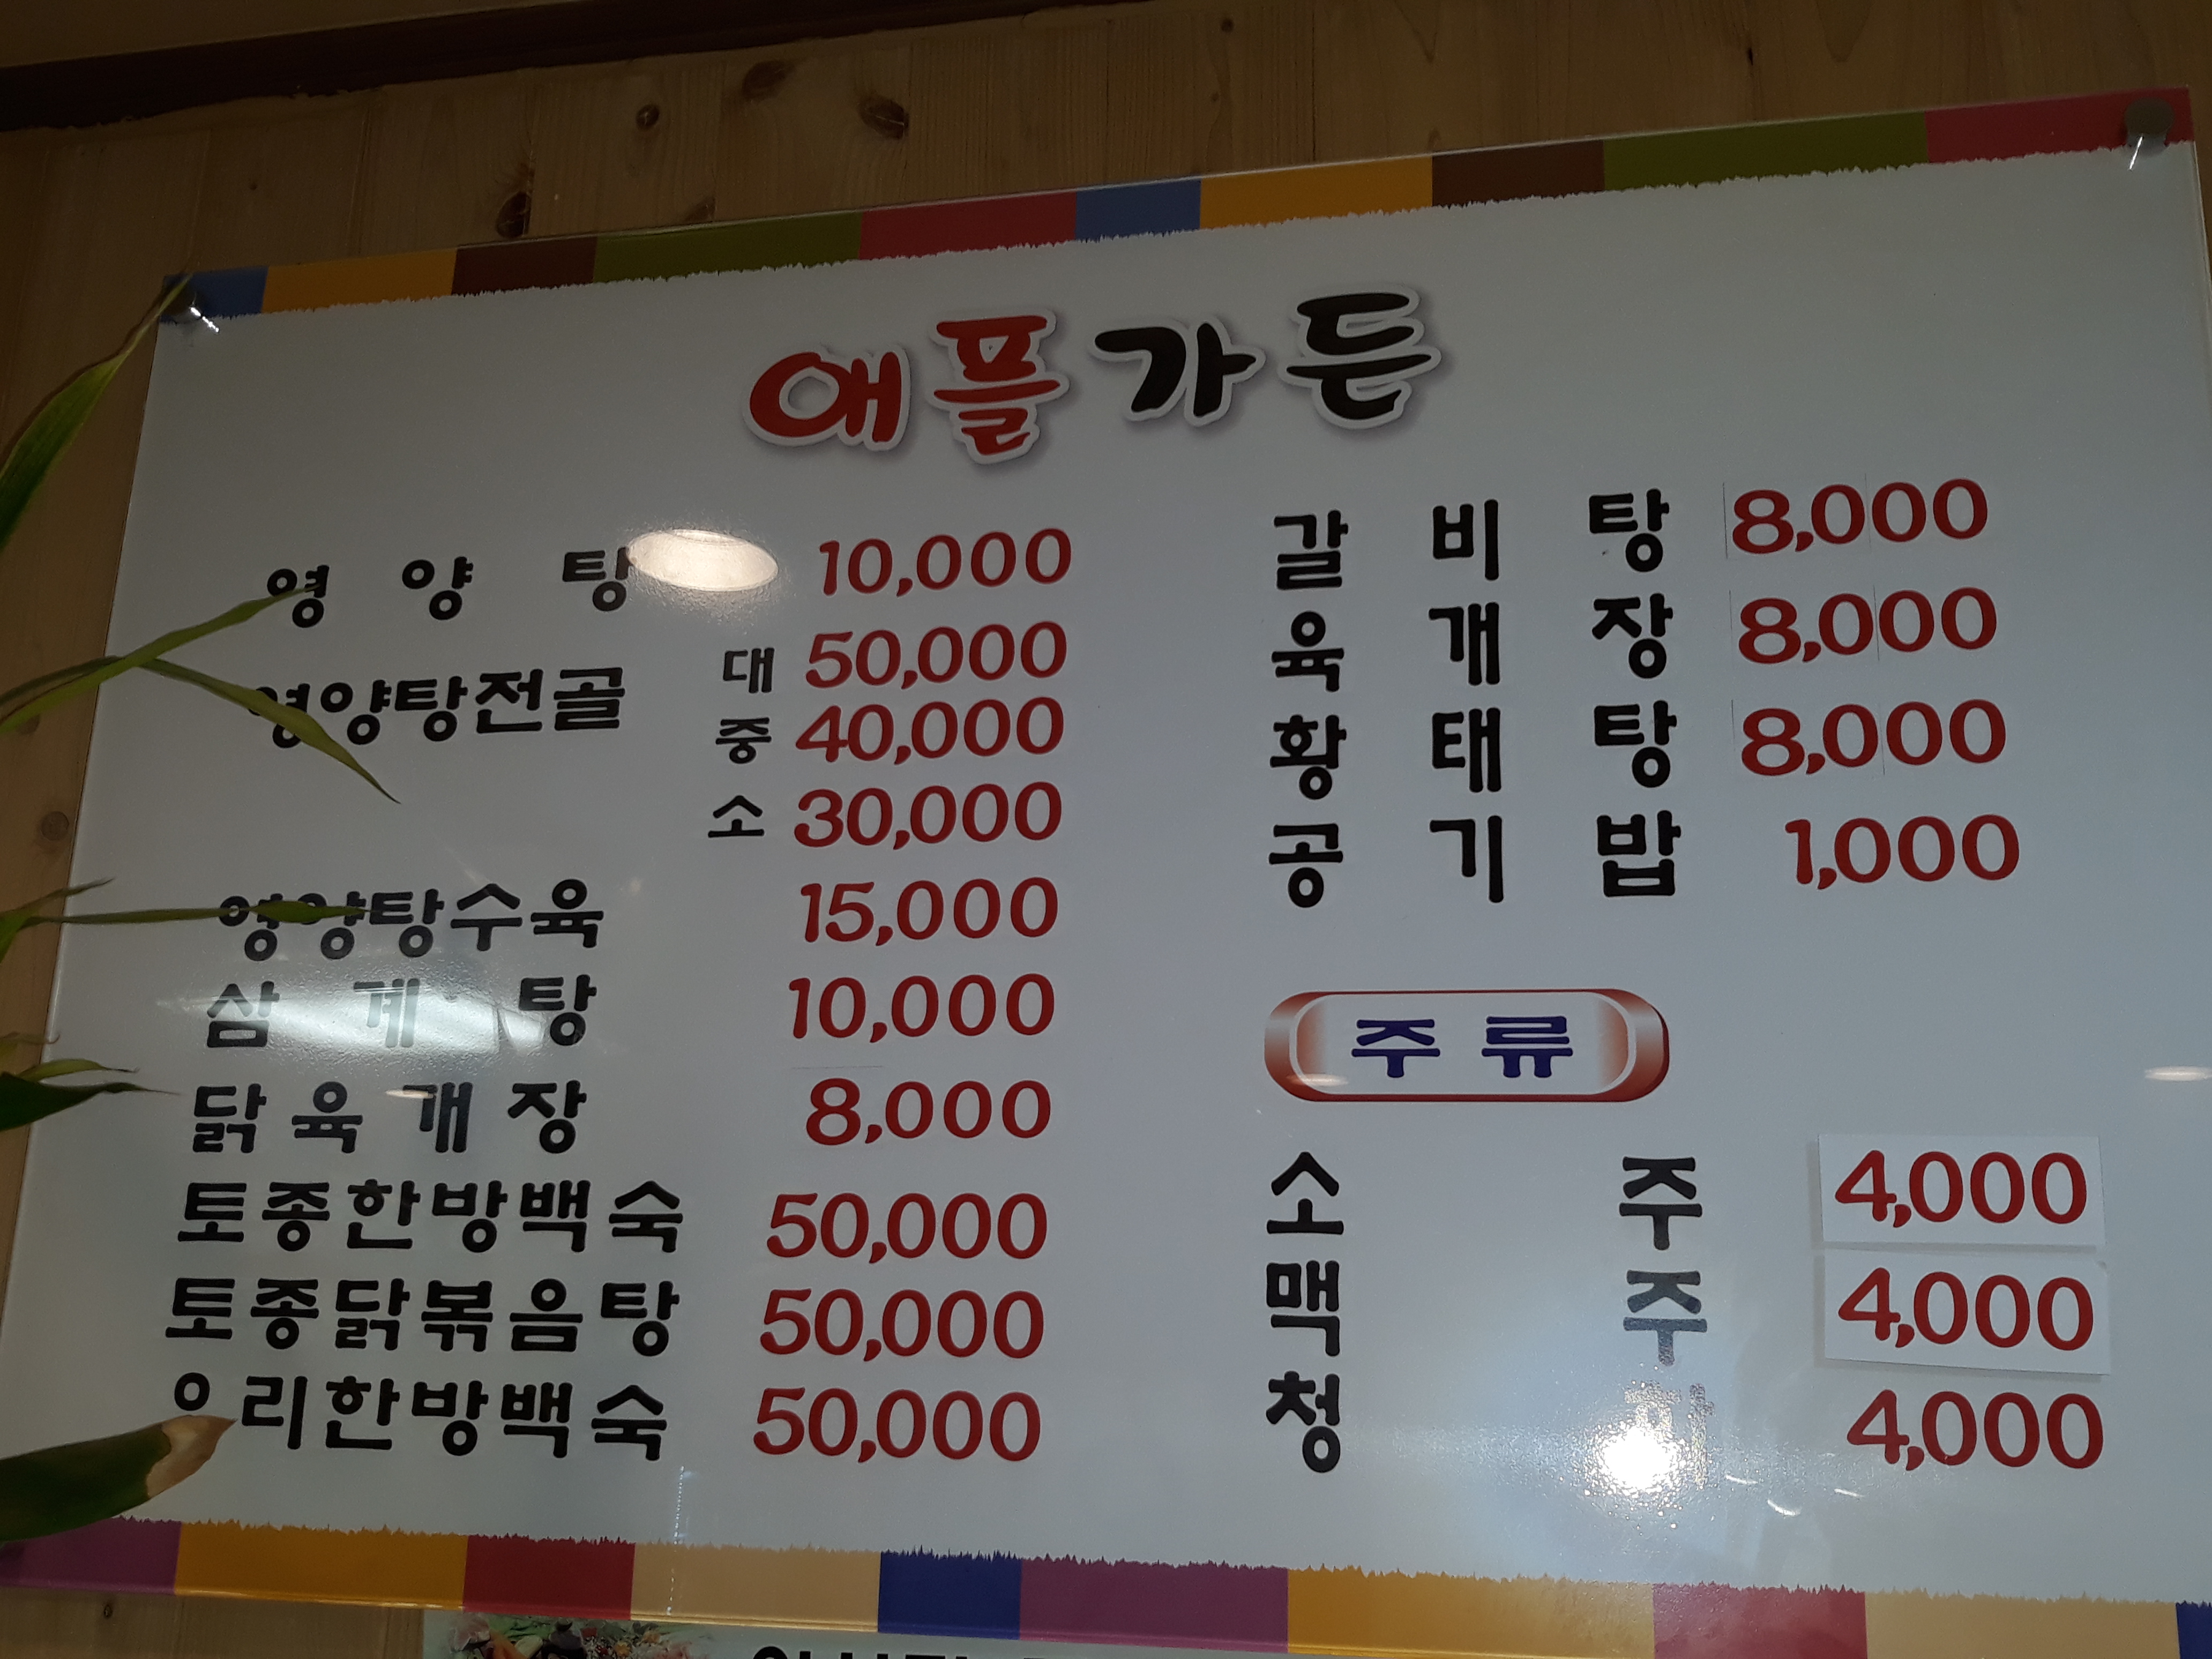 애플가든
영 양 탕 10,000
영양탕전골 대 50,000
중 40,000
소 30,000
영양탕수육 15,000
삼 계 탕 10,000
닭 육 개 장 8,000
토종한방백숙 50,000
토종닭볶음탕 50,000
오리한방백숙 50,000
갈 비 탕 8,000
육 개 장 8,000
황 태 탕 8,000
공 기 밥 1,000
주 류
소 주 4,000
맥 주 4,000
청 하 4,000